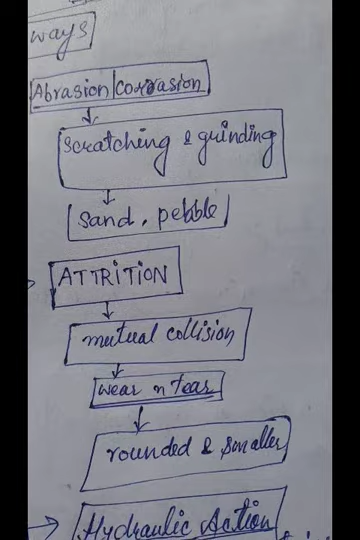 ways
Abrasion|corrasion
scratching & grinding
sand, pebble
ATTRITION
mutual collision
wear n tear
rounded & smaller
Hydraulic Action